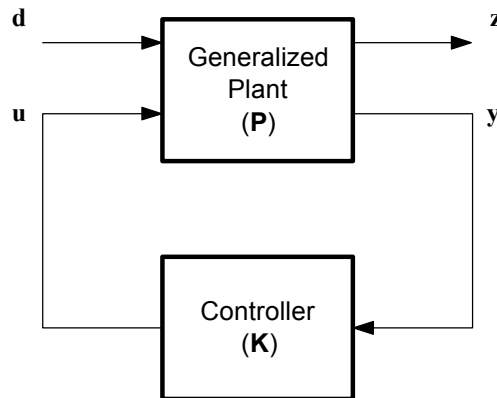 d
z
Generalized
Plant
(P)
u
y
Controller
(K)